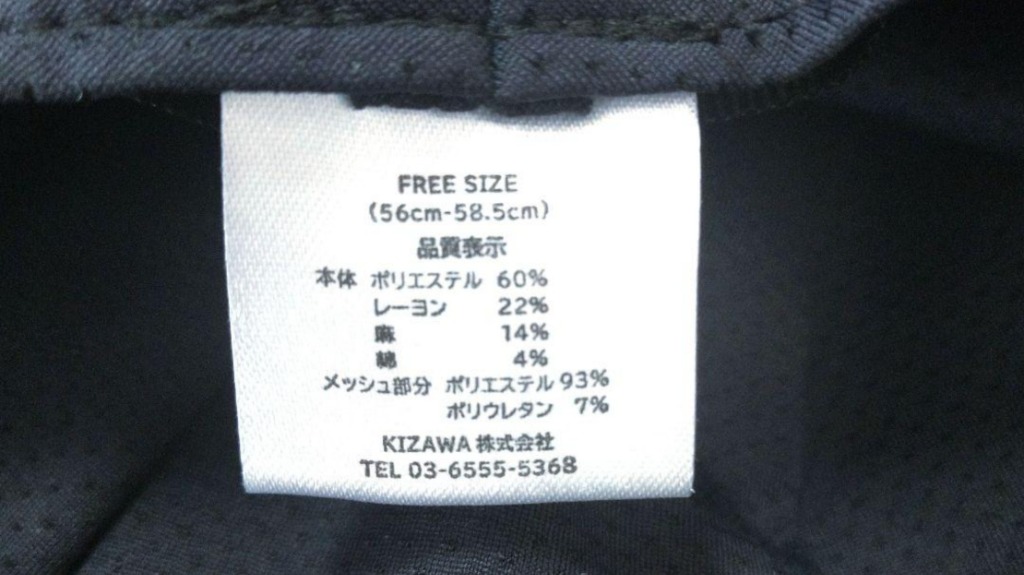 FREE SIZE
(56cm-58.5cm)
品質表示
本体 ポリエステル 60%
レーヨン 22%
麻 14%
綿 4%
メッシュ部分 ポリエステル 93%
ポリウレタン 7%
KIZAWA 株式会社
TEL 03-6555-5368